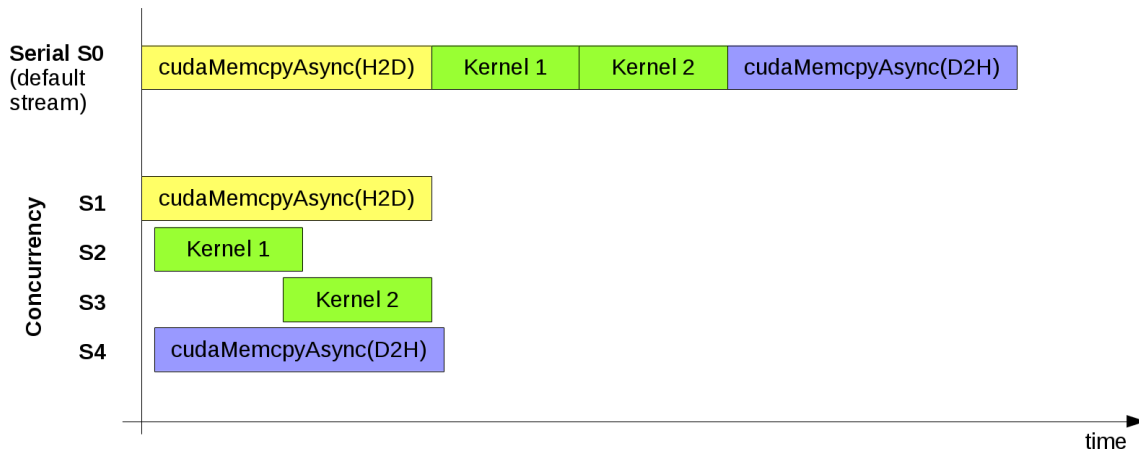 Serial S0
(default
stream)
cudaMemcpyAsync(H2D)
Kernel 1
Kernel 2
cudaMemcpyAsync(D2H)
Concurrency
S1
cudaMemcpyAsync(H2D)
S2
Kernel 1
S3
Kernel 2
S4
cudaMemcpyAsync(D2H)
time